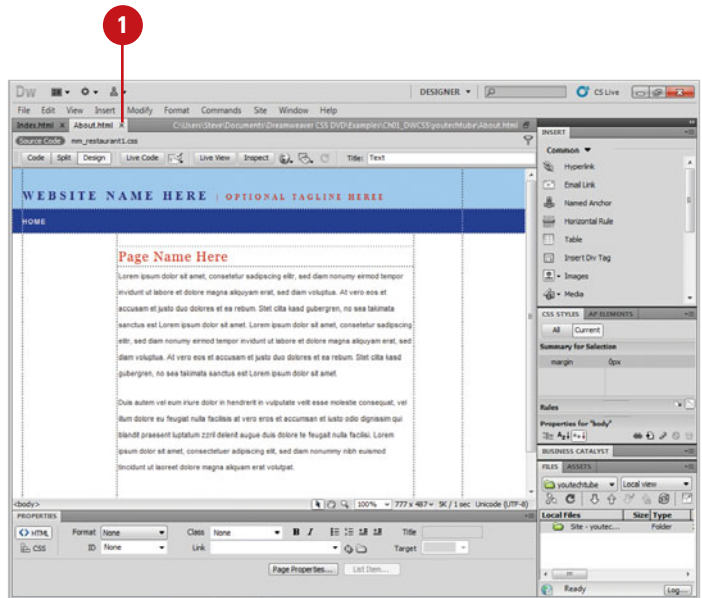 1
Dw DESIGNER CS Live
File Edit View Insert Modify Format Commands Site Window Help
Index.html × About.html × C:\Users\Steve\Documents\Dreamweaver CS5 DVD\Examples\Ch01_DWCS5\youtechtube\About.html
Source Code mm_restaurant1.css
Code Split Design Live Code Live View Inspect Title: Text
WEBSITE NAME HERE | OPTIONAL TAGLINE HEREE
HOME
Page Name Here
Lorem ipsum dolor sit amet, consetetur sadipscing elitr, sed diam nonumy eirmod tempor
invidunt ut labore et dolore magna aliquyam erat, sed diam voluptua. At vero eos et
accusam et justo duo dolores et ea rebum. Stet clita kasd gubergren, no sea takimata
sanctus est Lorem ipsum dolor sit amet. Lorem ipsum dolor sit amet, consetetur sadipscing
elitr, sed diam nonumy eirmod tempor invidunt ut labore et dolore magna aliquyam erat, sed
diam voluptua. At vero eos et accusam et justo duo dolores et ea rebum. Stet clita kasd
gubergren, no sea takimata sanctus est Lorem ipsum dolor sit amet.
Duis autem vel eum iriure dolor in hendrerit in vulputate velit esse molestie consequat, vel
illum dolore eu feugiat nulla facilisis at vero eros et accumsan et iusto odio dignissim qui
blandit praesent luptatum zzril delenit augue duis dolore te feugait nulla facilisi. Lorem
ipsum dolor sit amet, consectetuer adipiscing elit, sed diam nonummy nibh euismod
tincidunt ut laoreet dolore magna aliquam erat volutpat.
<body> 100% 777 x 487 5K / 1 sec Unicode (UTF-8)
PROPERTIES
<> HTML Format None Class None B I Title
CSS ID None Link Target
Page Properties... List Item...
INSERT
Common
Hyperlink
Email Link
Named Anchor
Horizontal Rule
Table
Insert Div Tag
Images
Media
CSS STYLES AP ELEMENTS
All Current
Summary for Selection
margin 0px
Rules
Properties for "body"
BUSINESS CATALYST
FILES ASSETS
youtechtube Local view
Local Files Size Type
Site - youtec... Folder
Ready Log...